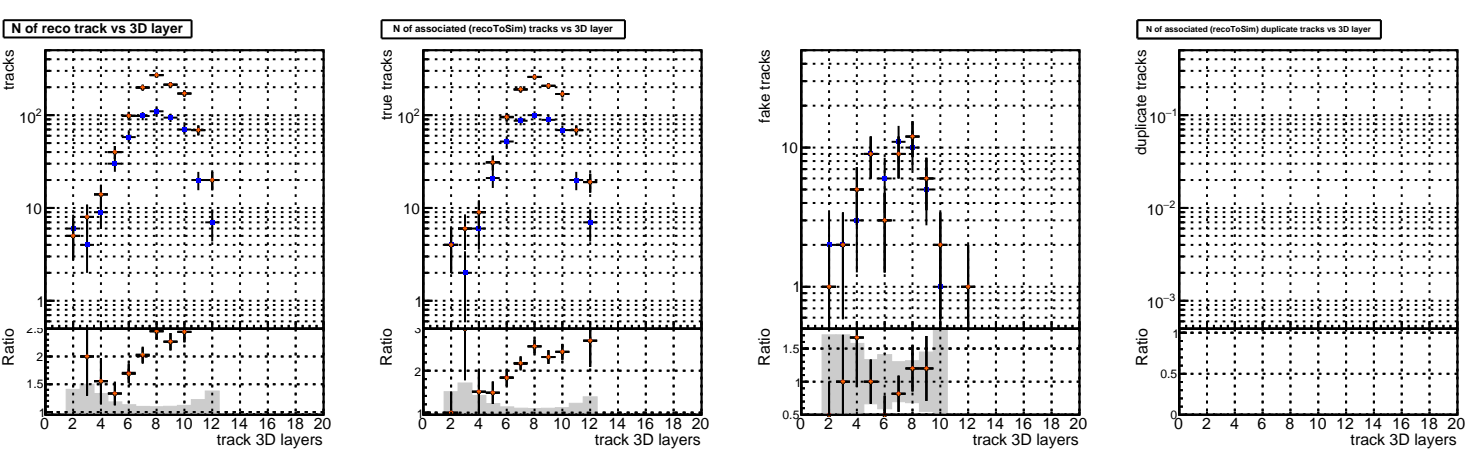 N of reco track vs 3D layer
tracks
10²
10
1
Ratio
2.5
2
1.5
1
0 2 4 6 8 10 12 14 16 18 20
track 3D layers
N of associated (recoToSim) tracks vs 3D layer
true tracks
10²
10
1
Ratio
3
2
1
0 2 4 6 8 10 12 14 16 18 20
track 3D layers
fake tracks
10
1
Ratio
1.5
1
0.5
0 2 4 6 8 10 12 14 16 18 20
track 3D layers
N of associated (recoToSim) duplicate tracks vs 3D layer
duplicate tracks
10⁻¹
10⁻²
10⁻³
Ratio
1
0.5
0
0 2 4 6 8 10 12 14 16 18 20
track 3D layers